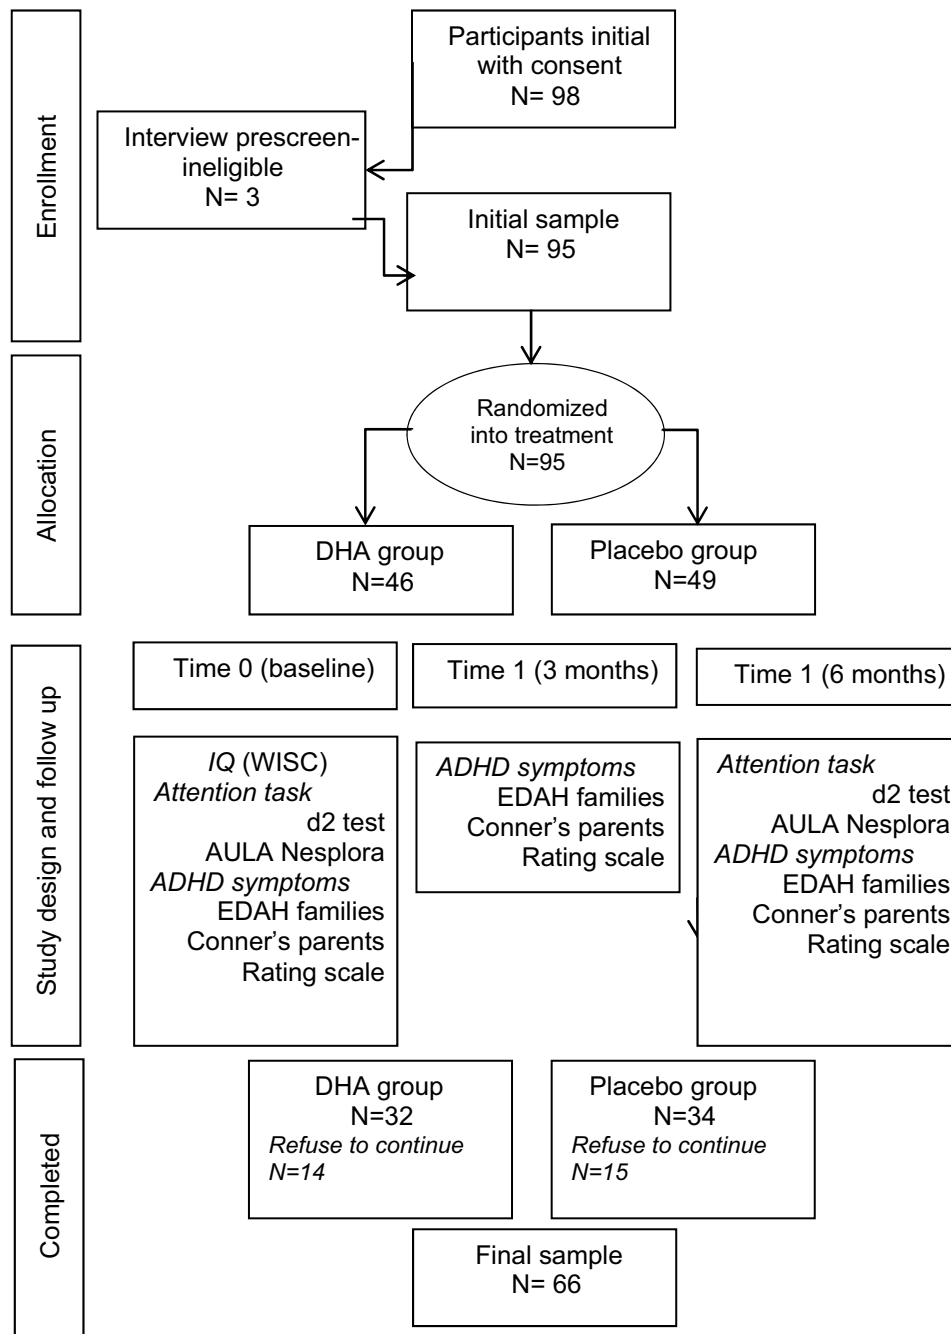 Enrollment
Participants initial
with consent
N= 98
Interview prescreen-
ineligible
N= 3
Initial sample
N= 95
Allocation
Randomized
into treatment
N=95
DHA group
N=46
Placebo group
N=49
Study design and follow up
Time 0 (baseline)
Time 1 (3 months)
Time 1 (6 months)
IQ (WISC)
Attention task
d2 test
AULA Nesplora
ADHD symptoms
EDAH families
Conner’s parents
Rating scale
ADHD symptoms
EDAH families
Conner’s parents
Rating scale
Attention task
d2 test
AULA Nesplora
ADHD symptoms
EDAH families
Conner’s parents
Rating scale
Completed
DHA group
N=32
Refuse to continue
N=14
Placebo group
N=34
Refuse to continue
N=15
Final sample
N= 66